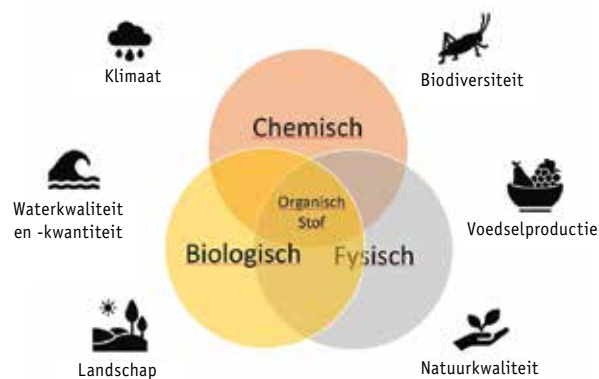 Klimaat
Biodiversiteit
Chemisch
Waterkwaliteit
en -kwantiteit
Organisch
Stof
Voedselproductie
Biologisch
Fysisch
Landschap
Natuurkwaliteit